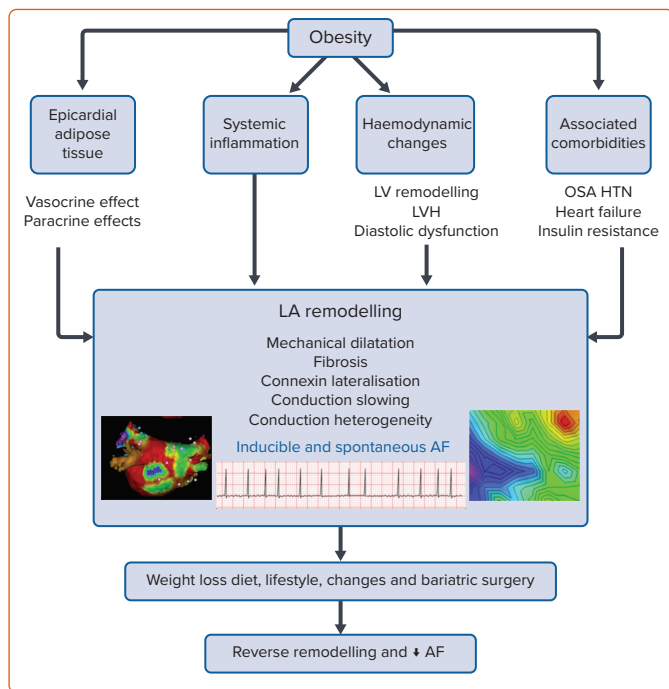 Obesity
Epicardial
adipose
tissue
Systemic
inflammation
Haemodynamic
changes
Associated
comorbidities
Vasocrine effect
Paracrine effects
LV remodelling
LVH
Diastolic dysfunction
OSA HTN
Heart failure
Insulin resistance
LA remodelling
Mechanical dilatation
Fibrosis
Connexin lateralisation
Conduction slowing
Conduction heterogeneity
Inducible and spontaneous AF
Weight loss diet, lifestyle, changes and bariatric surgery
Reverse remodelling and ↓ AF